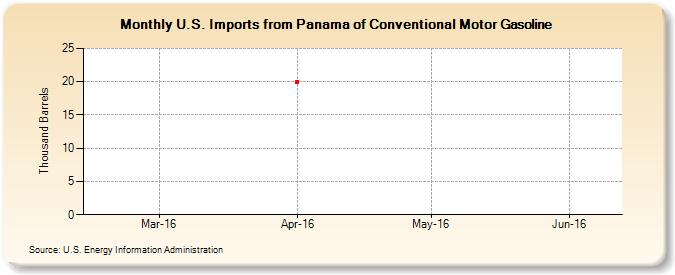 Monthly U.S. Imports from Panama of Conventional Motor Gasoline
Thousand Barrels
25
20
15
10
5
0
Mar-16 Apr-16 May-16 Jun-16
Source: U.S. Energy Information Administration